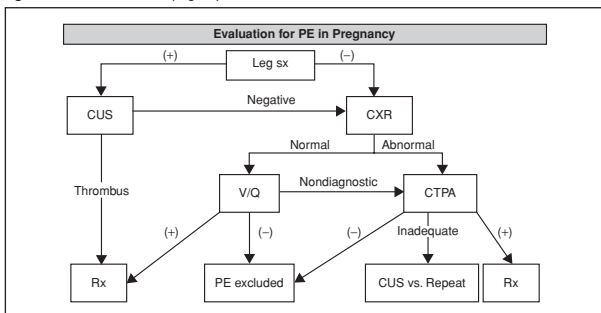 Evaluation for PE in Pregnancy
(+) Leg sx (−)
CUS Negative CXR
Normal Abnormal
Thrombus V/Q Nondiagnostic CTPA
(+) (−) (−) Inadequate (+)
Rx PE excluded CUS vs. Repeat Rx